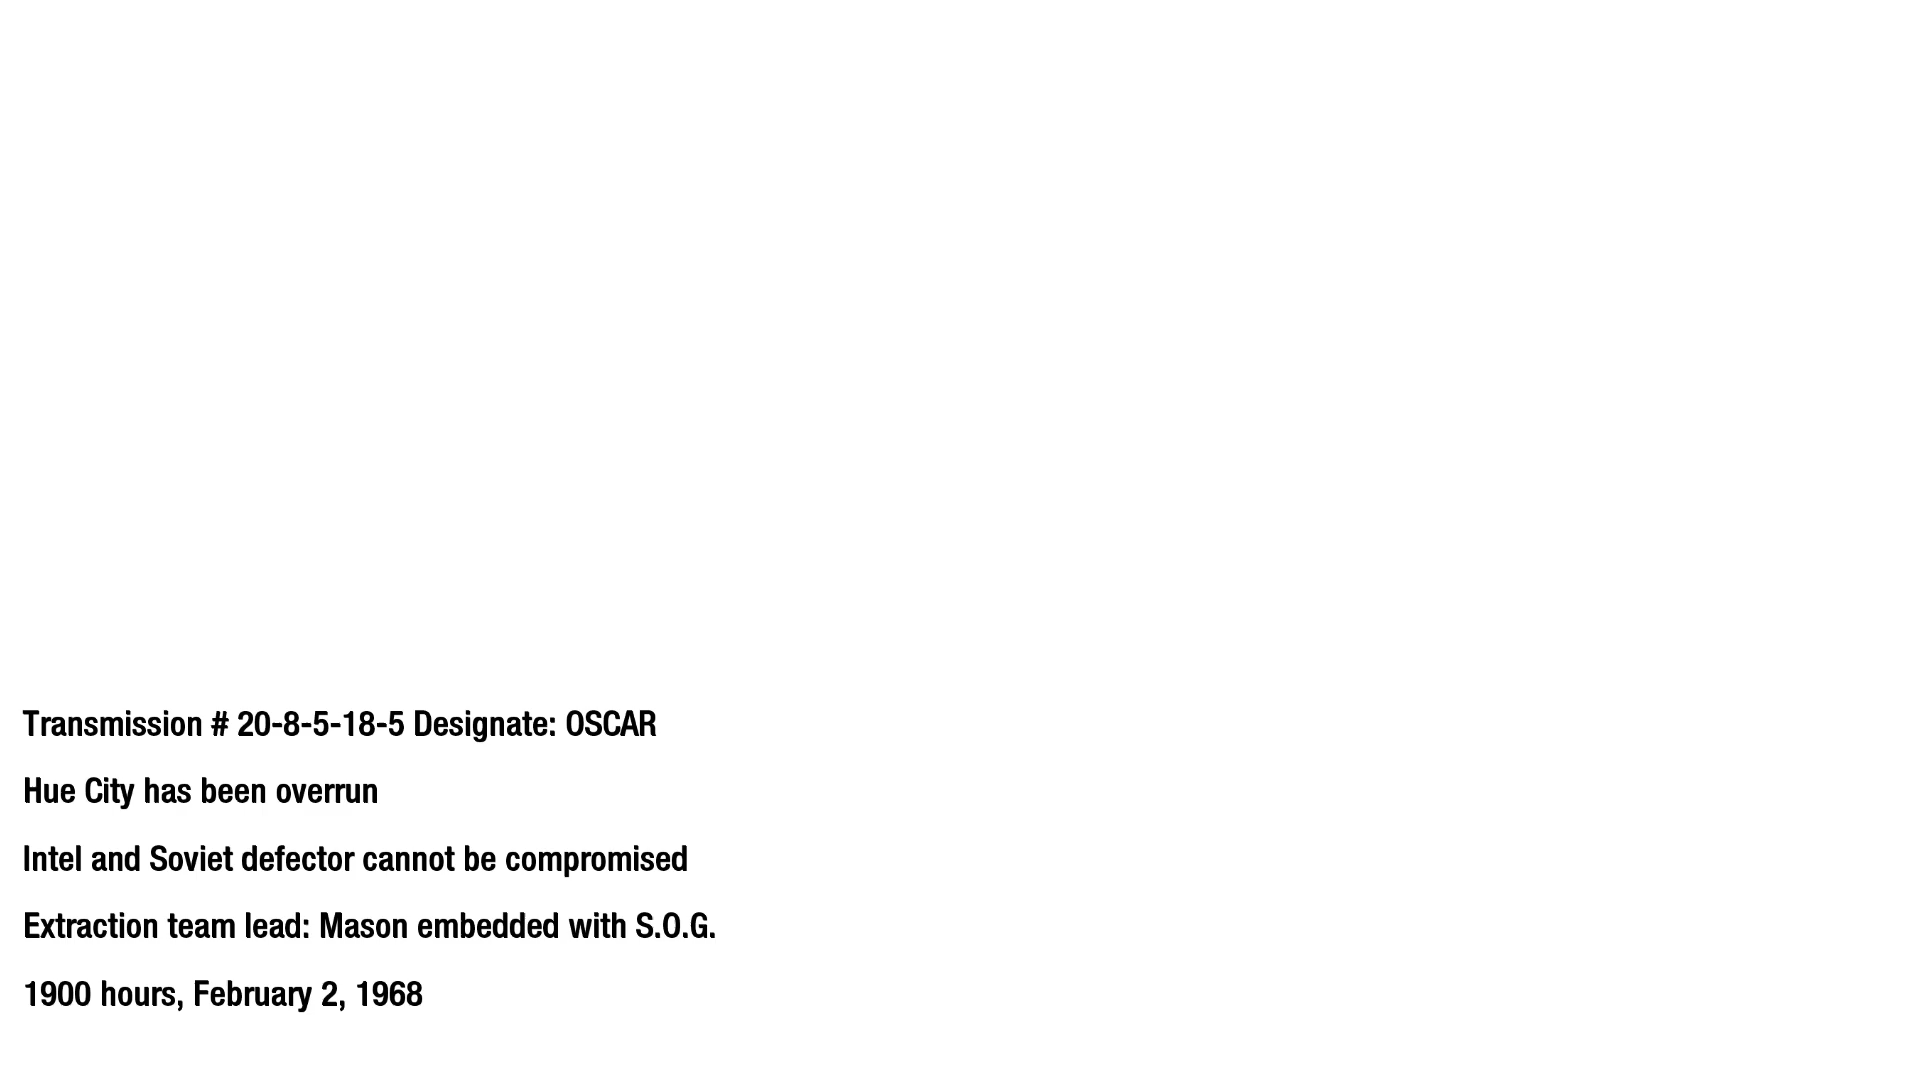 Transmission # 20-8-5-18-5 Designate: OSCAR
Hue City has been overrun
Intel and Soviet defector cannot be compromised
Extraction team lead: Mason embedded with S.O.G.
1900 hours, February 2, 1968